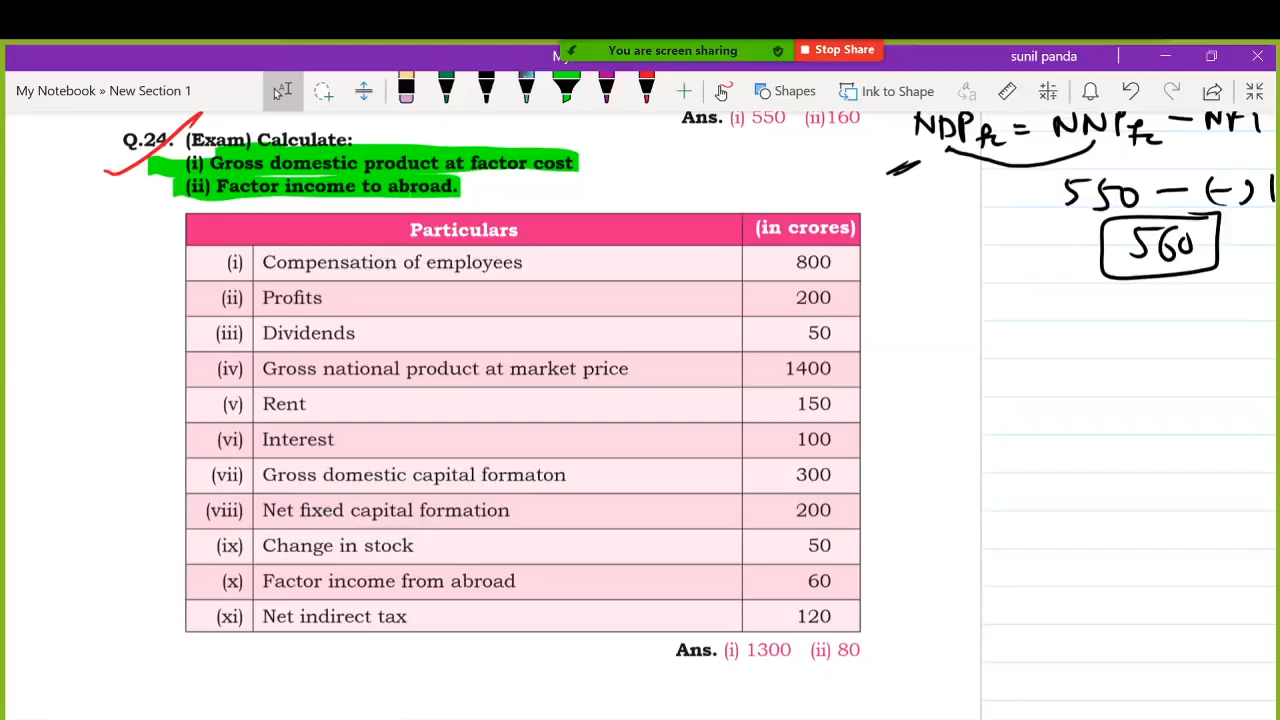 You are screen sharing
Stop Share
sunil panda
My Notebook » New Section 1
Shapes
Ink to Share
Ans. (i) 550 (ii)160
NDPfc = NNPfc -
550 - (-)
560
Q.24. (Exam) Calculate:
(i) Gross domestic product at factor cost
(ii) Factor income to abroad.
Particulars (in crores)
(i) Compensation of employees 800
(ii) Profits 200
(iii) Dividends 50
(iv) Gross national product at market price 1400
(v) Rent 150
(vi) Interest 100
(vii) Gross domestic capital formaton 300
(viii) Net fixed capital formation 200
(ix) Change in stock 50
(x) Factor income from abroad 60
(xi) Net indirect tax 120
Ans. (i) 1300 (ii) 80